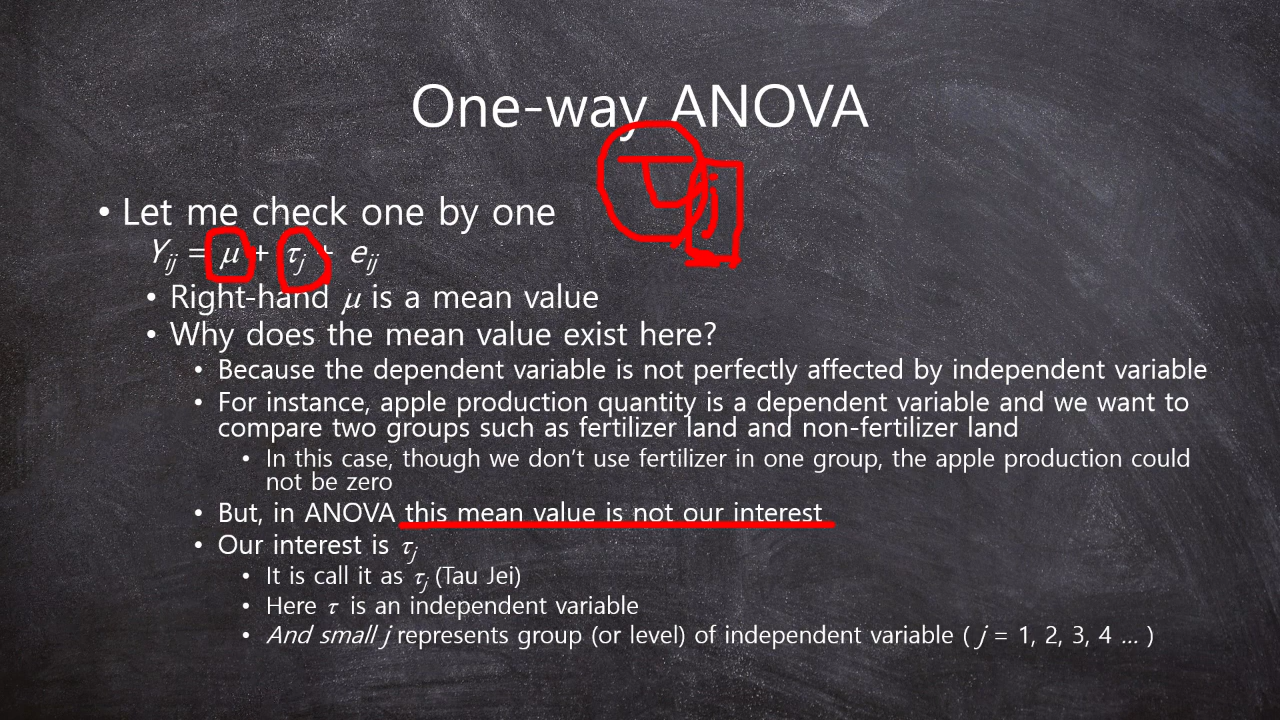 One-way ANOVA
τj
• Let me check one by one
Yij = μ + τj + eij
• Right-hand μ is a mean value
• Why does the mean value exist here?
• Because the dependent variable is not perfectly affected by independent variable
• For instance, apple production quantity is a dependent variable and we want to
compare two groups such as fertilizer land and non-fertilizer land
• In this case, though we don't use fertilizer in one group, the apple production could
not be zero
• But, in ANOVA this mean value is not our interest
• Our interest is τj
• It is call it as τj (Tau Jei)
• Here τ is an independent variable
• And small j represents group (or level) of independent variable ( j = 1, 2, 3, 4 … )